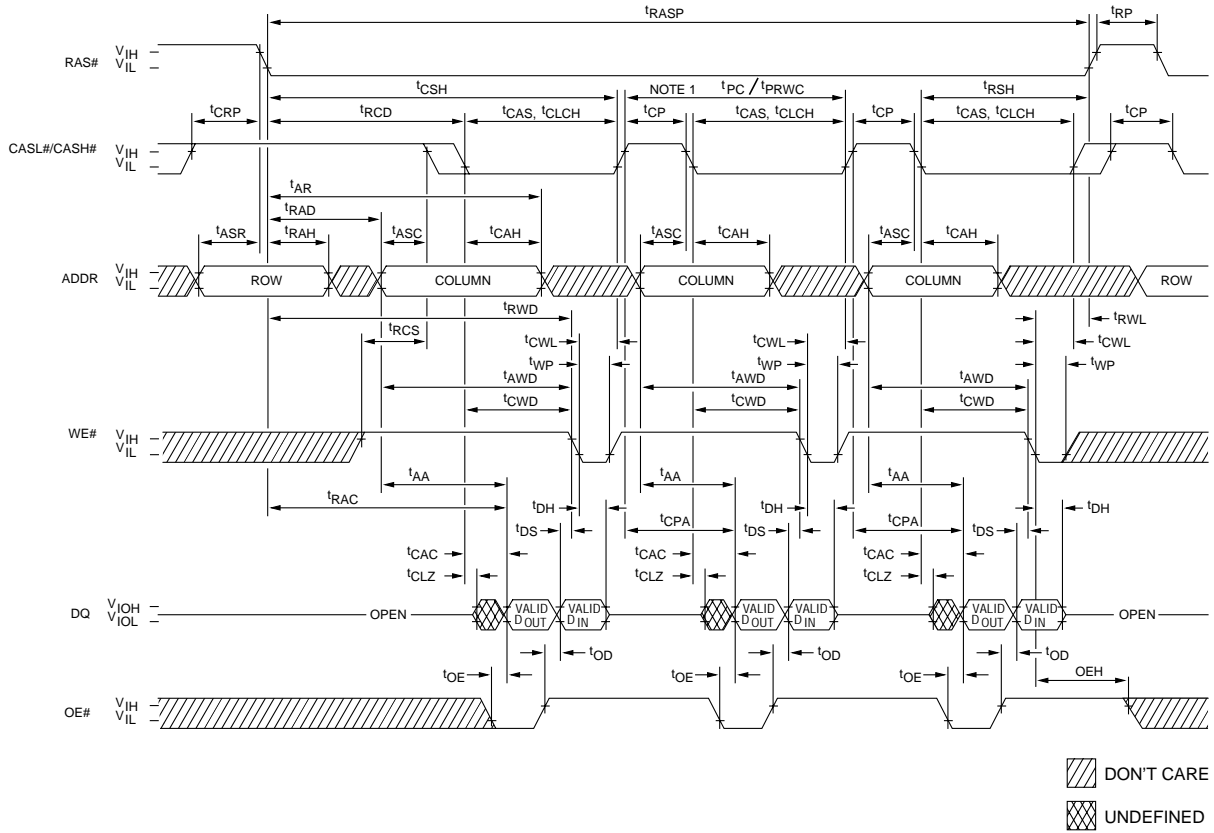 tRASP tRP
RAS# VIH VIL
tCSH NOTE 1 tPC / tPRWC tRSH
tCRP tRCD tCAS, tCLCH tCP tCAS, tCLCH tCP tCAS, tCLCH tCP
CASL#/CASH# VIH VIL
tAR
tRAD
tASR tRAH tASC tCAH tASC tCAH tASC tCAH
ADDR VIH VIL ROW COLUMN COLUMN COLUMN ROW
tRWD tRWL
tRCS tCWL tCWL tCWL
tWP tWP tWP
tAWD tAWD tAWD
tCWD tCWD tCWD
WE# VIH VIL
tAA tAA tAA
tRAC tDH tDH tDH
tDS tCPA tDS tCPA tDS
tCAC tCAC tCAC
tCLZ tCLZ tCLZ
DQ VIOH VIOL OPEN VALID DOUT VALID DIN VALID DOUT VALID DIN VALID DOUT VALID DIN OPEN
tOD tOD tOD
tOE tOE tOE OEH
OE# VIH VIL
DON'T CARE
UNDEFINED